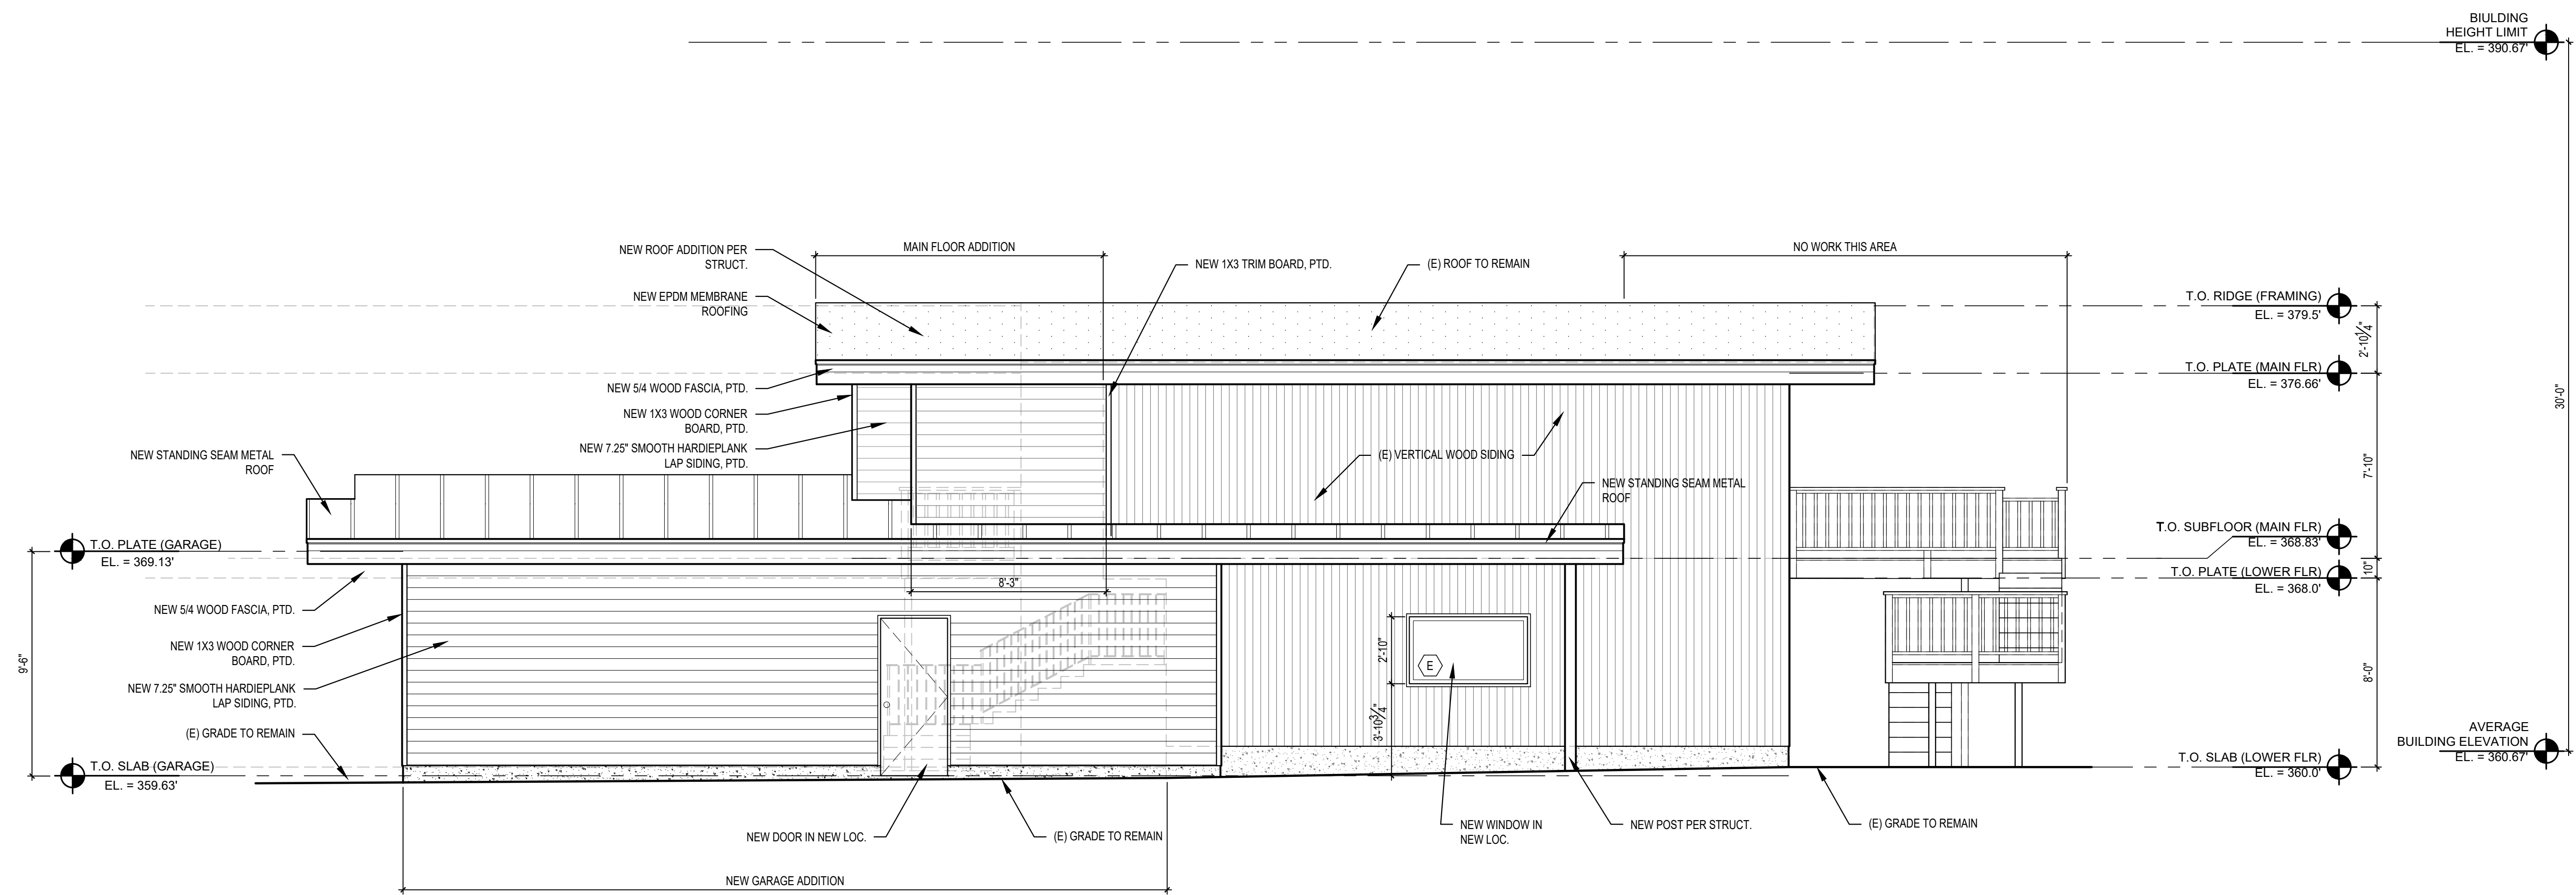 BIULDING
HEIGHT LIMIT
EL. = 390.67'
NEW ROOF ADDITION PER
STRUCT.
MAIN FLOOR ADDITION
NEW 1X3 TRIM BOARD, PTD.
(E) ROOF TO REMAIN
NO WORK THIS AREA
NEW EPDM MEMBRANE
ROOFING
T.O. RIDGE (FRAMING)
EL. = 379.5'
2'-10 1/4"
NEW 5/4 WOOD FASCIA, PTD.
T.O. PLATE (MAIN FLR)
EL. = 376.66'
30'-0"
NEW 1X3 WOOD CORNER
BOARD, PTD.
NEW 7.25" SMOOTH HARDIEPLANK
LAP SIDING, PTD.
NEW STANDING SEAM METAL
ROOF
(E) VERTICAL WOOD SIDING
7'-10"
NEW STANDING SEAM METAL
ROOF
T.O. SUBFLOOR (MAIN FLR)
EL. = 368.83'
T.O. PLATE (GARAGE)
EL. = 369.13'
10"
T.O. PLATE (LOWER FLR)
EL. = 368.0'
8'-3"
NEW 5/4 WOOD FASCIA, PTD.
NEW 1X3 WOOD CORNER
BOARD, PTD.
9'-6"
2'-10"
E
8'-0"
NEW 7.25" SMOOTH HARDIEPLANK
LAP SIDING, PTD.
3'-10 3/4"
(E) GRADE TO REMAIN
AVERAGE
BUILDING ELEVATION
EL. = 360.67'
T.O. SLAB (GARAGE)
EL. = 359.63'
T.O. SLAB (LOWER FLR)
EL. = 360.0'
NEW DOOR IN NEW LOC.
(E) GRADE TO REMAIN
NEW WINDOW IN
NEW LOC.
NEW POST PER STRUCT.
(E) GRADE TO REMAIN
NEW GARAGE ADDITION